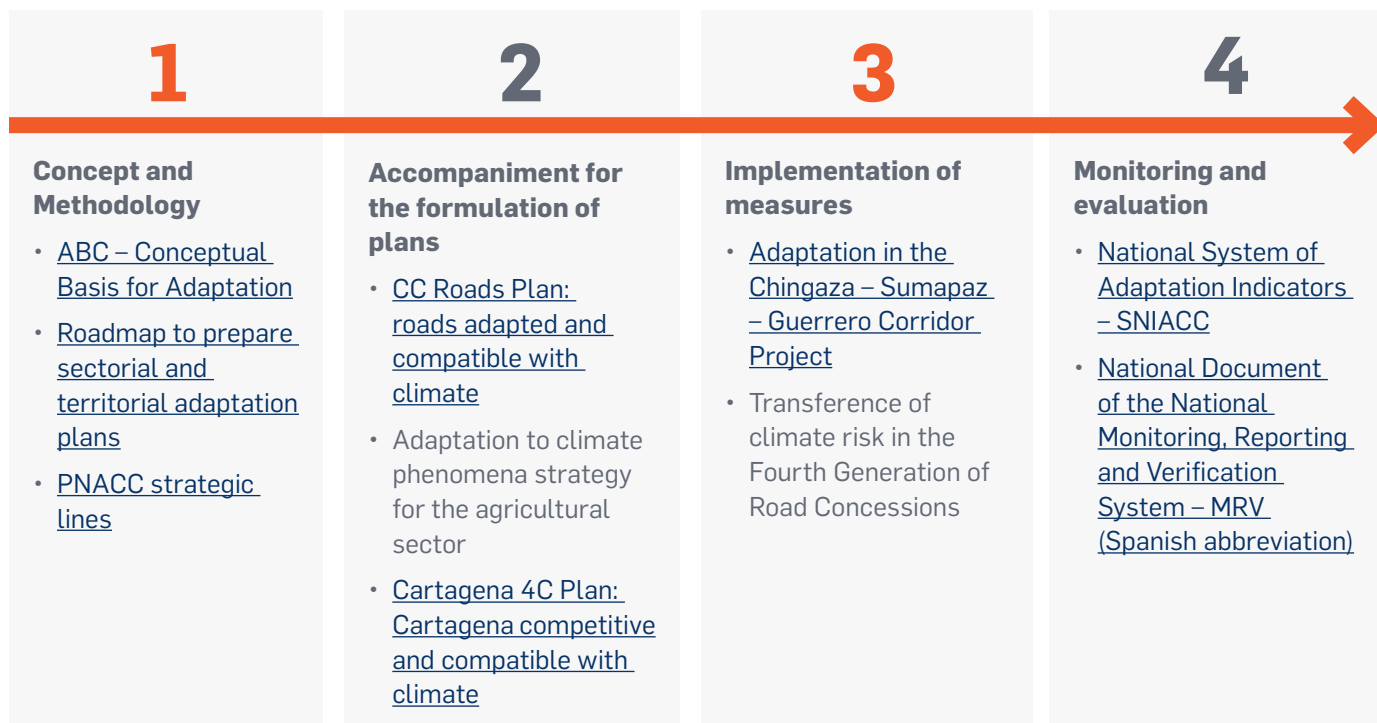 1
Concept and
Methodology
• ABC – Conceptual
Basis for Adaptation
• Roadmap to prepare
sectorial and
territorial adaptation
plans
• PNACC strategic
lines
2
Accompaniment for
the formulation of
plans
• CC Roads Plan:
roads adapted and
compatible with
climate
• Adaptation to climate
phenomena strategy
for the agricultural
sector
• Cartagena 4C Plan:
Cartagena competitive
and compatible with
climate
3
Implementation of
measures
• Adaptation in the
Chingaza – Sumapaz
– Guerrero Corridor
Project
• Transference of
climate risk in the
Fourth Generation of
Road Concessions
4
Monitoring and
evaluation
• National System of
Adaptation Indicators
– SNIACC
• National Document
of the National
Monitoring, Reporting
and Verification
System – MRV
(Spanish abbreviation)